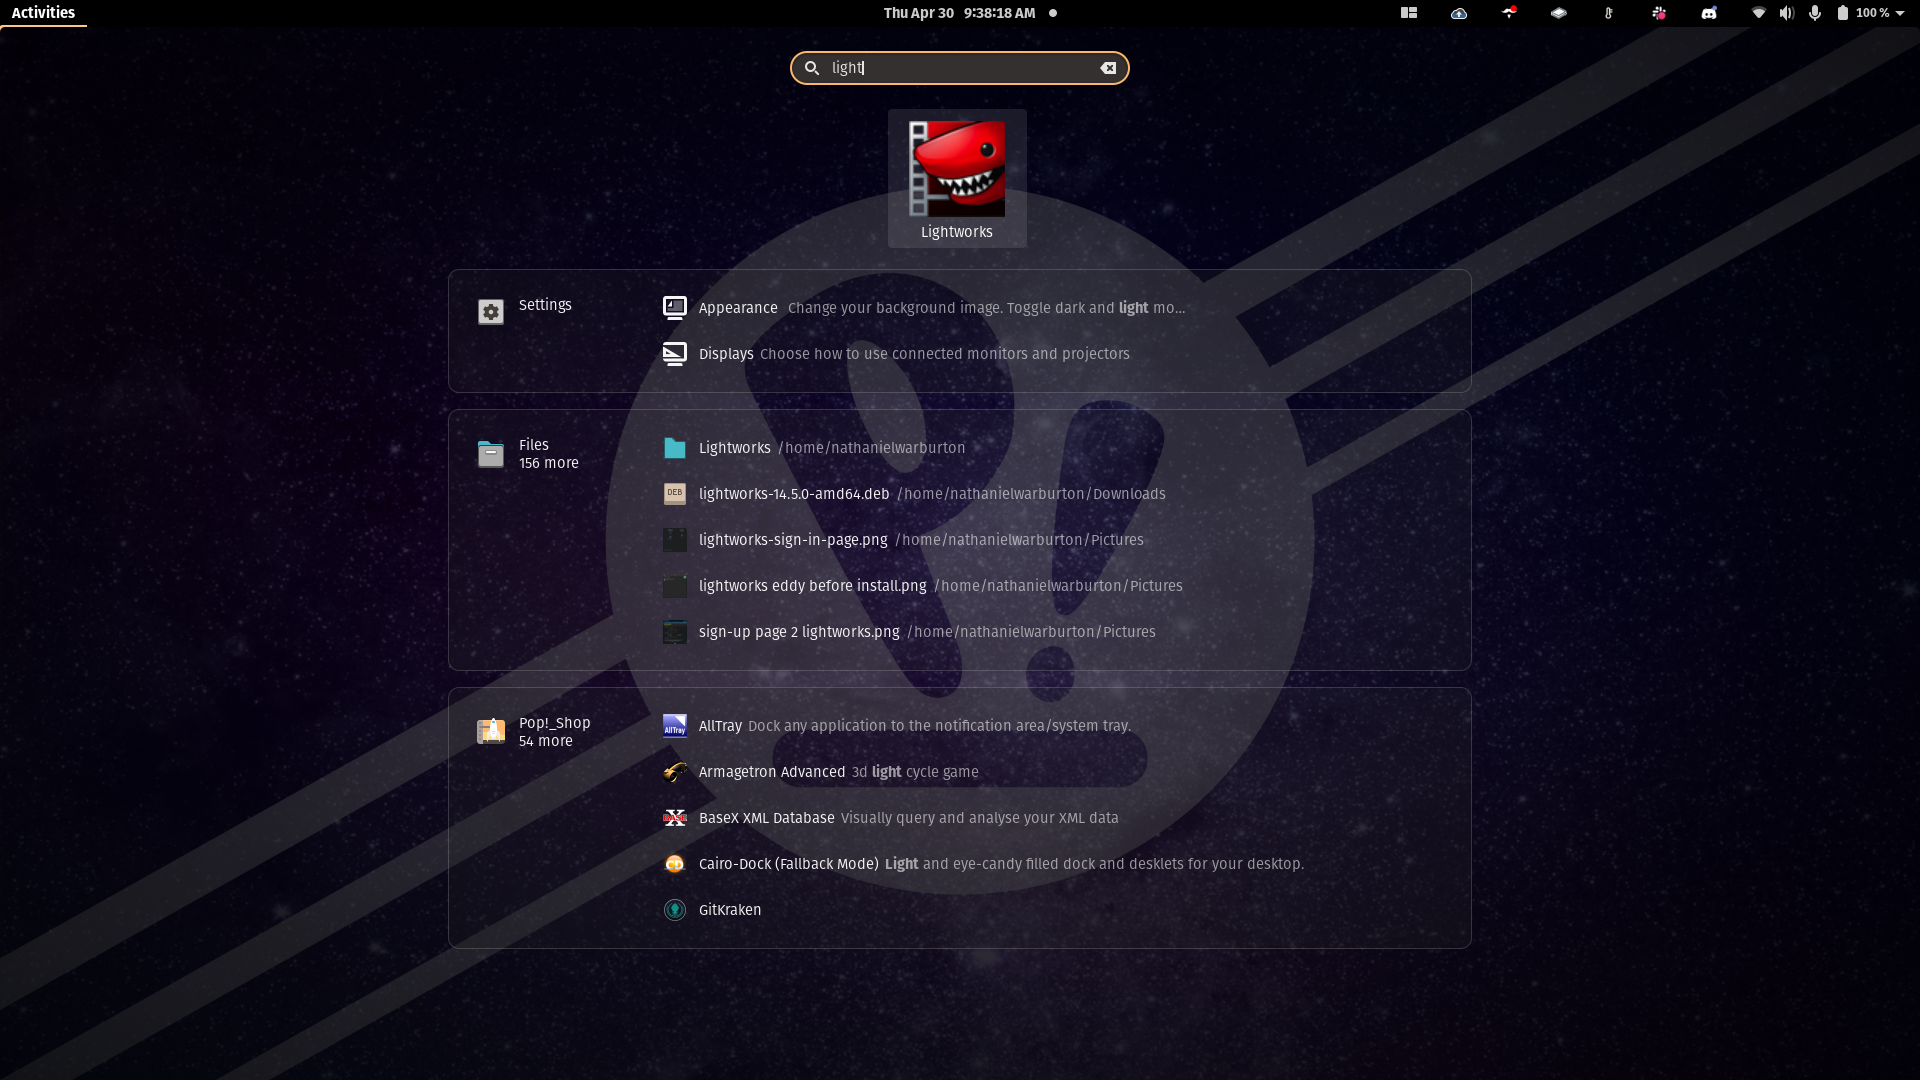 Activities
Thu Apr 30 9:38:18 AM
100 %
light
Lightworks
Settings
Appearance Change your background image. Toggle dark and light mo...
Displays Choose how to use connected monitors and projectors
Files
156 more
Lightworks /home/nathanielwarburton
DEB
lightworks-14.5.0-amd64.deb /home/nathanielwarburton/Downloads
lightworks-sign-in-page.png /home/nathanielwarburton/Pictures
lightworks eddy before install.png /home/nathanielwarburton/Pictures
sign-up page 2 lightworks.png /home/nathanielwarburton/Pictures
Pop!_Shop
54 more
AllTray
AllTray Dock any application to the notification area/system tray.
Armagetron Advanced 3d light cycle game
BaseX XML Database Visually query and analyse your XML data
CD
Cairo-Dock (Fallback Mode) Light and eye-candy filled dock and desklets for your desktop.
GitKraken